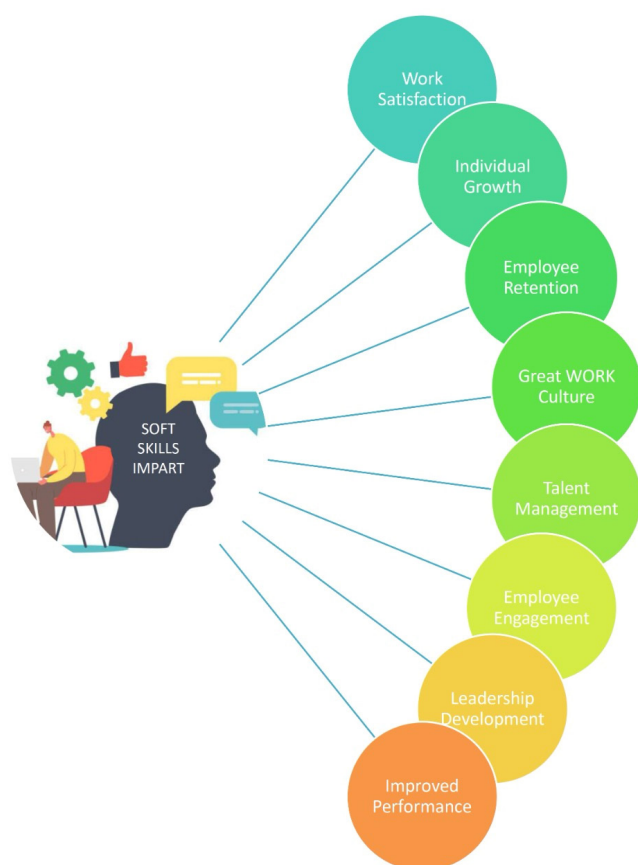 Work
Satisfaction
Individual
Growth
Employee
Retention
Great WORK
Culture
SOFT
SKILLS
IMPART
Talent
Management
Employee
Engagement
Leadership
Development
Improved
Performance